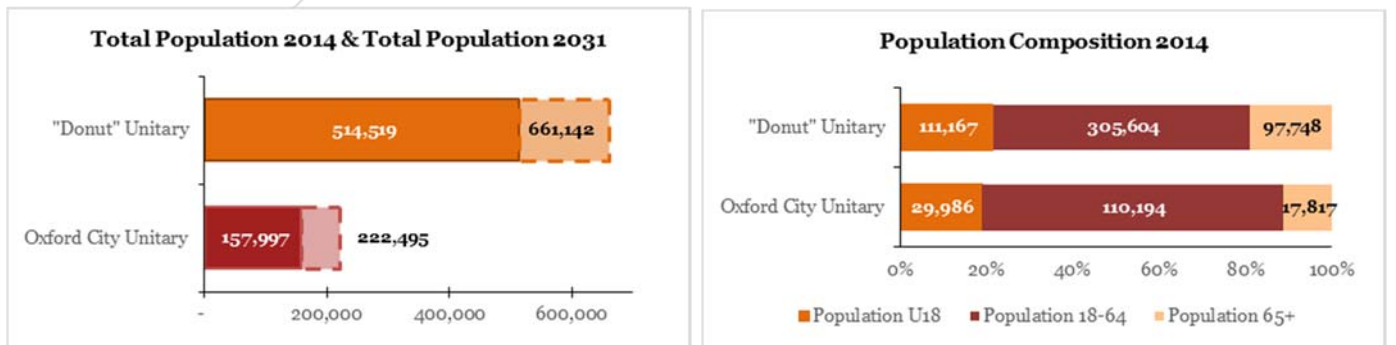 Total Population 2014 & Total Population 2031
"Donut" Unitary
514,519
661,142
Oxford City Unitary
157,997
222,495
-
200,000
400,000
600,000
Population Composition 2014
"Donut" Unitary
111,167
305,604
97,748
Oxford City Unitary
29,986
110,194
17,817
0%
20%
40%
60%
80%
100%
Population U18
Population 18-64
Population 65+